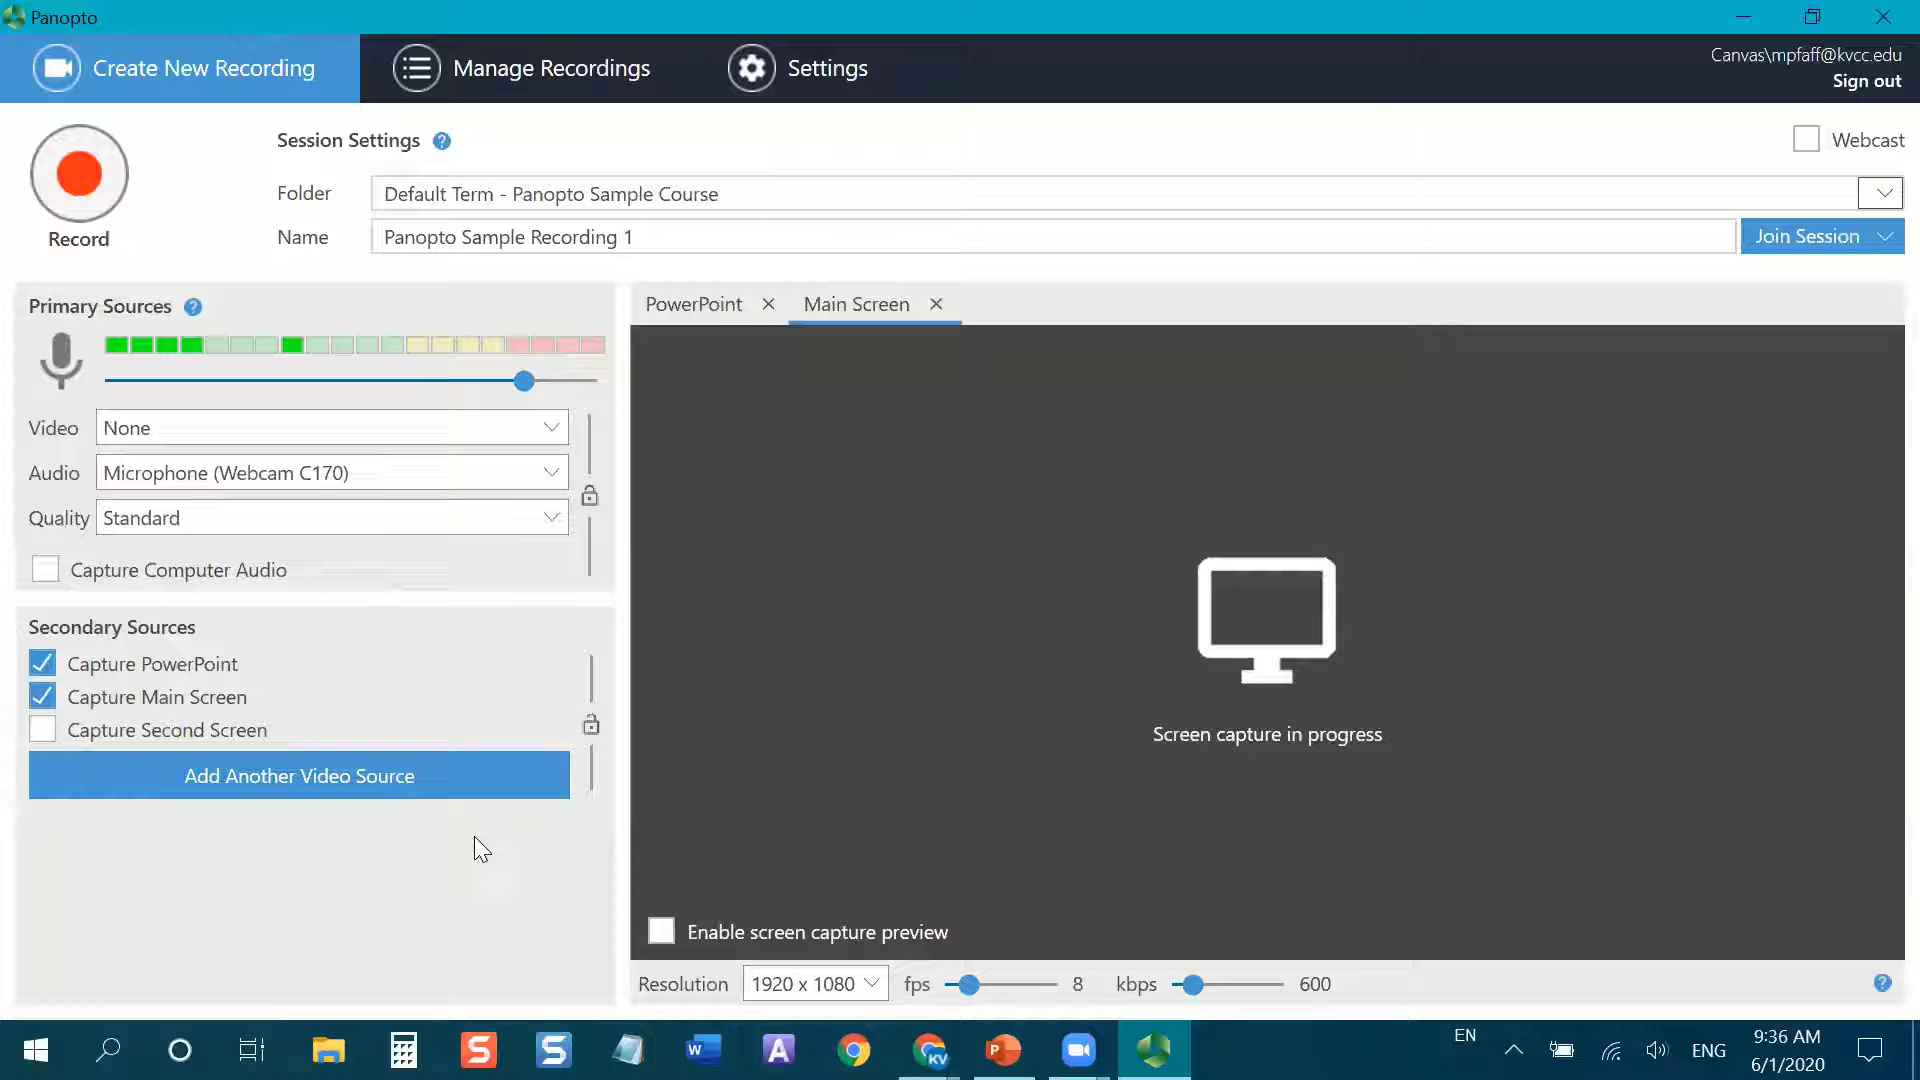 Panopto
Create New Recording
Manage Recordings
Settings
Canvas\mpfaff@kvcc.edu
Sign out
Record
Session Settings
Webcast
Folder
Default Term - Panopto Sample Course
Name
Panopto Sample Recording 1
Join Session
Primary Sources
Video
None
Audio
Microphone (Webcam C170)
Quality
Standard
Capture Computer Audio
Secondary Sources
Capture PowerPoint
Capture Main Screen
Capture Second Screen
Add Another Video Source
PowerPoint
Main Screen
Screen capture in progress
Enable screen capture preview
Resolution
1920 x 1080
fps
8
kbps
600
EN
ENG
9:36 AM
6/1/2020